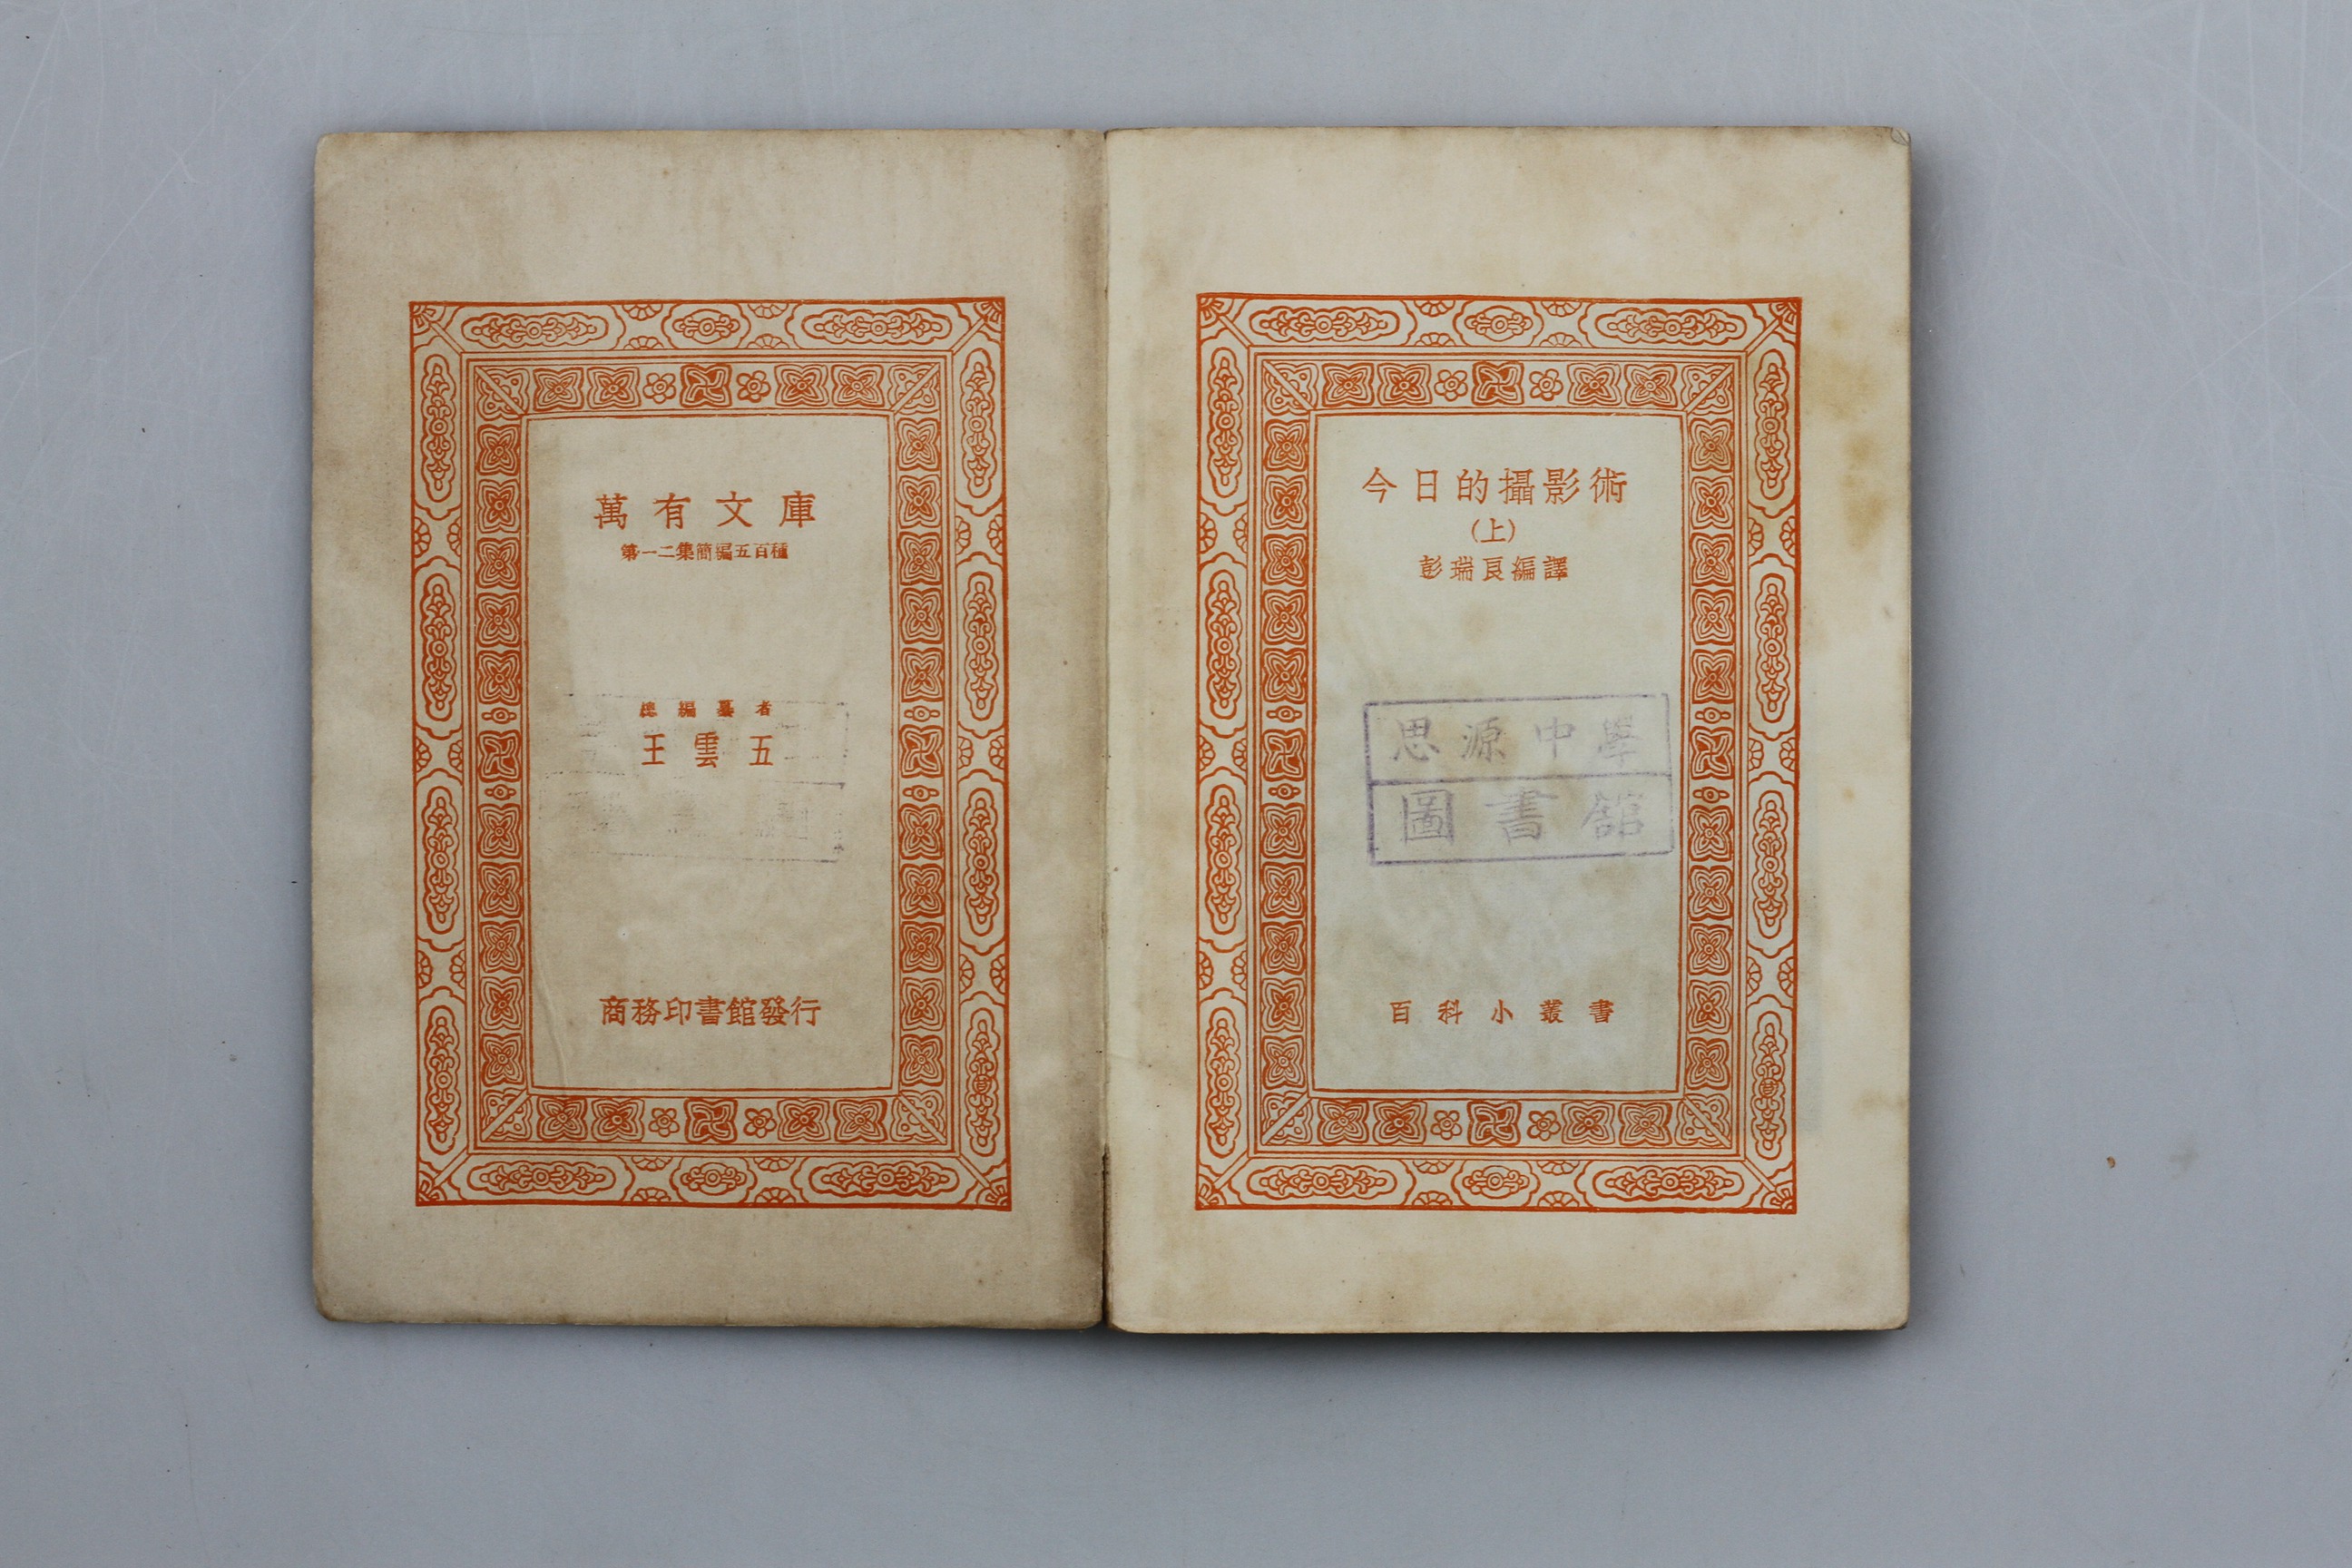 萬有文庫
第一二集簡編五百種
總編纂者
王雲五
商務印書館發行
今日的攝影術
(上)
彭瑞良編譯
思源中學
圖書館
百科小叢書